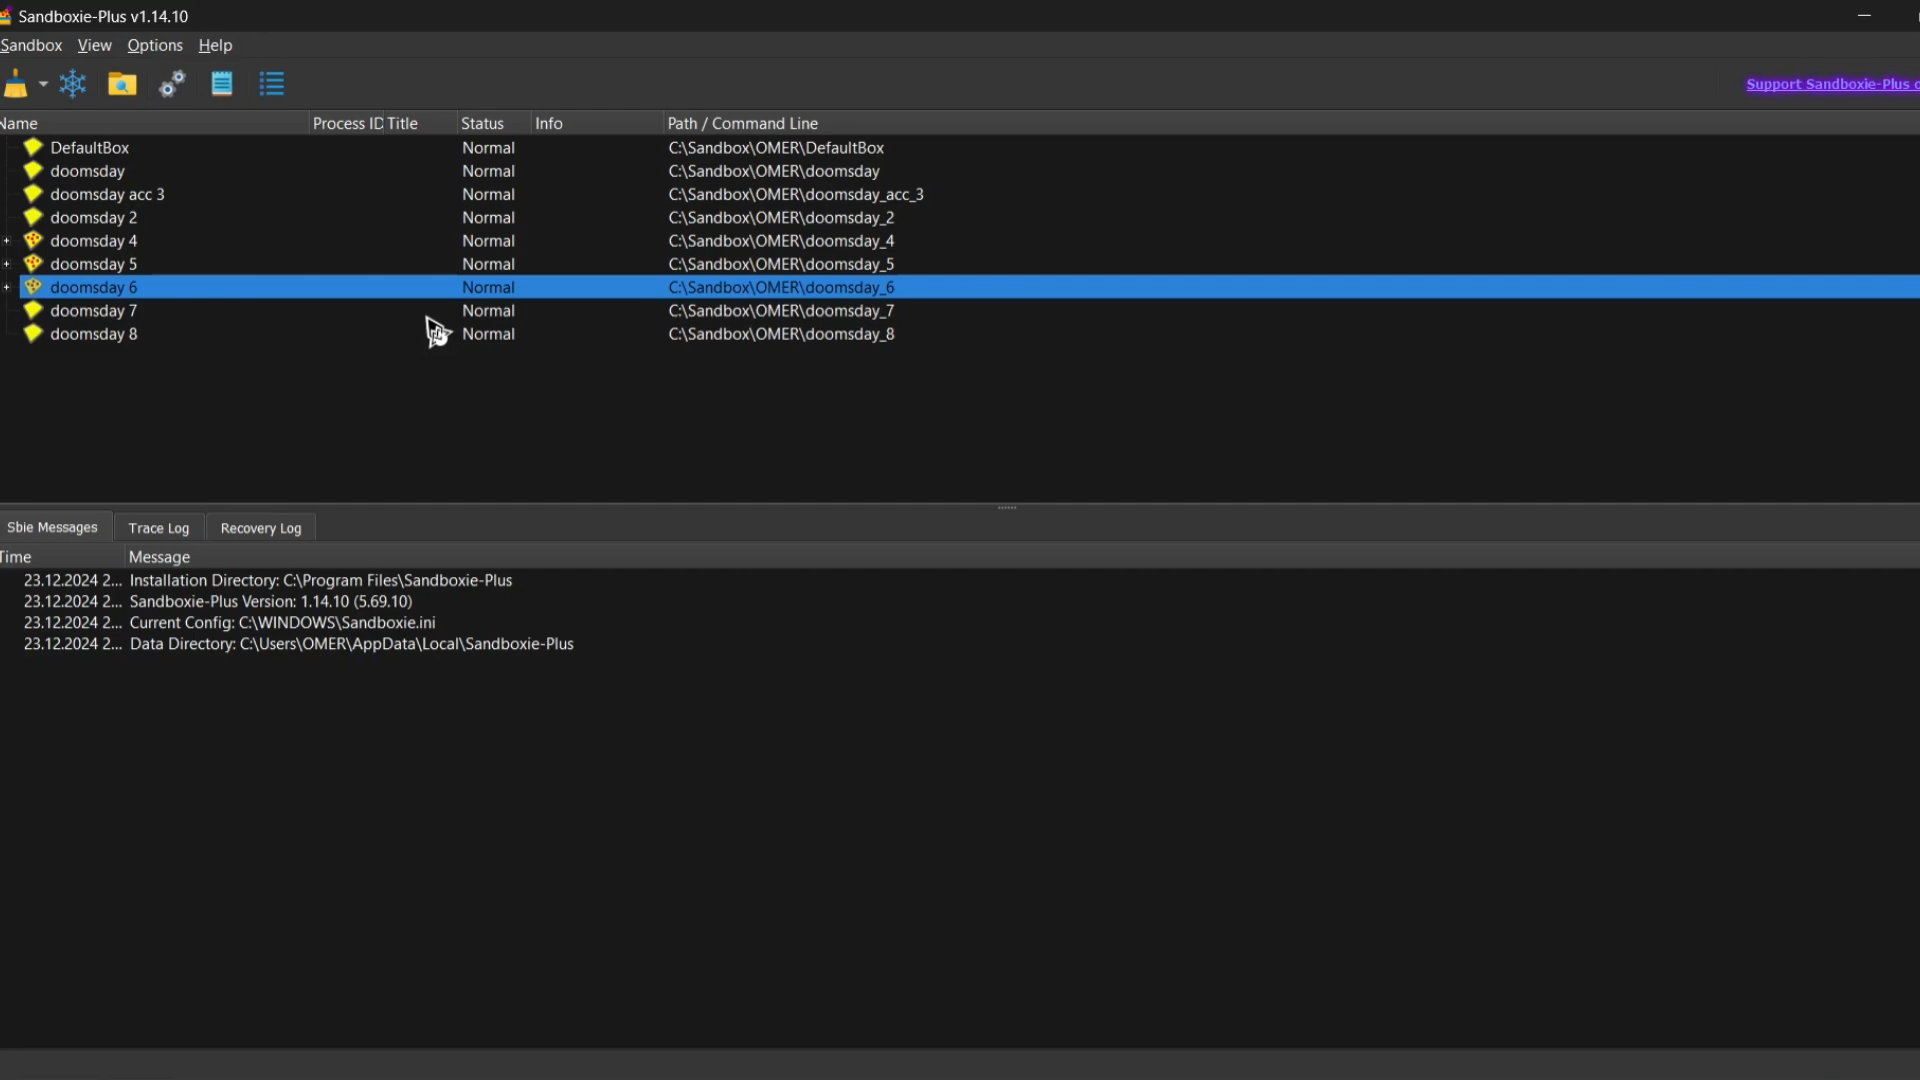 Sandboxie-Plus v1.14.10
Sandbox View Options Help
Support Sandboxie-Plus o
Name Process ID Title Status Info Path / Command Line
DefaultBox Normal C:\Sandbox\OMER\DefaultBox
doomsday Normal C:\Sandbox\OMER\doomsday
doomsday acc 3 Normal C:\Sandbox\OMER\doomsday_acc_3
doomsday 2 Normal C:\Sandbox\OMER\doomsday_2
doomsday 4 Normal C:\Sandbox\OMER\doomsday_4
doomsday 5 Normal C:\Sandbox\OMER\doomsday_5
doomsday 6 Normal C:\Sandbox\OMER\doomsday_6
doomsday 7 Normal C:\Sandbox\OMER\doomsday_7
doomsday 8 Normal C:\Sandbox\OMER\doomsday_8
Sbie Messages Trace Log Recovery Log
Time Message
23.12.2024 2... Installation Directory: C:\Program Files\Sandboxie-Plus
23.12.2024 2... Sandboxie-Plus Version: 1.14.10 (5.69.10)
23.12.2024 2... Current Config: C:\WINDOWS\Sandboxie.ini
23.12.2024 2... Data Directory: C:\Users\OMER\AppData\Local\Sandboxie-Plus